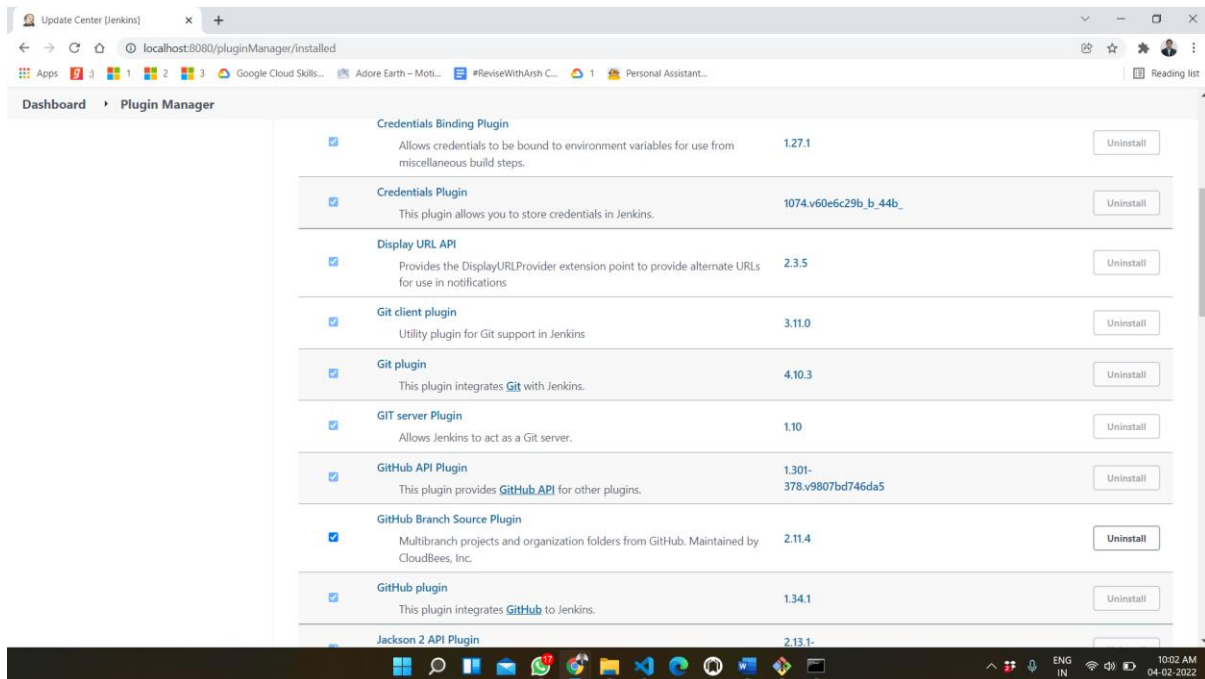 Update Center [Jenkins]
localhost:8080/pluginManager/installed
Apps :) 1 2 3 Google Cloud Skills... Adore Earth – Moti... #ReviseWithArsh C... 1 Personal Assistant... Reading list
Dashboard Plugin Manager
Credentials Binding Plugin
Allows credentials to be bound to environment variables for use from
miscellaneous build steps.
1.27.1
Uninstall
Credentials Plugin
This plugin allows you to store credentials in Jenkins.
1074.v60e6c29b_b_44b_
Uninstall
Display URL API
Provides the DisplayURLProvider extension point to provide alternate URLs
for use in notifications
2.3.5
Uninstall
Git client plugin
Utility plugin for Git support in Jenkins
3.11.0
Uninstall
Git plugin
This plugin integrates Git with Jenkins.
4.10.3
Uninstall
GIT server Plugin
Allows Jenkins to act as a Git server.
1.10
Uninstall
GitHub API Plugin
This plugin provides GitHub API for other plugins.
1.301-
378.v9807bd746da5
Uninstall
GitHub Branch Source Plugin
Multibranch projects and organization folders from GitHub. Maintained by
CloudBees, Inc.
2.11.4
Uninstall
GitHub plugin
This plugin integrates GitHub to Jenkins.
1.34.1
Uninstall
Jackson 2 API Plugin
2.13.1-
17
ENG
IN
10:02 AM
04-02-2022